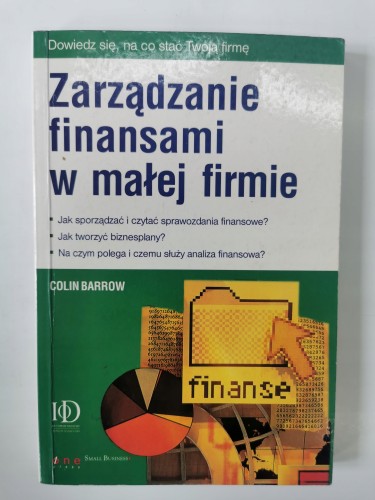 Dowiedz się, na co stać Twoją firmę
Zarządzanie
finansami
w małej firmie
Jak sporządzać i czytać sprawozdania finansowe?
Jak tworzyć biznesplany?
Na czym polega i czemu służy analiza finansowa?
COLIN BARROW
finanse
IOD
one
SMALL BUSINESS